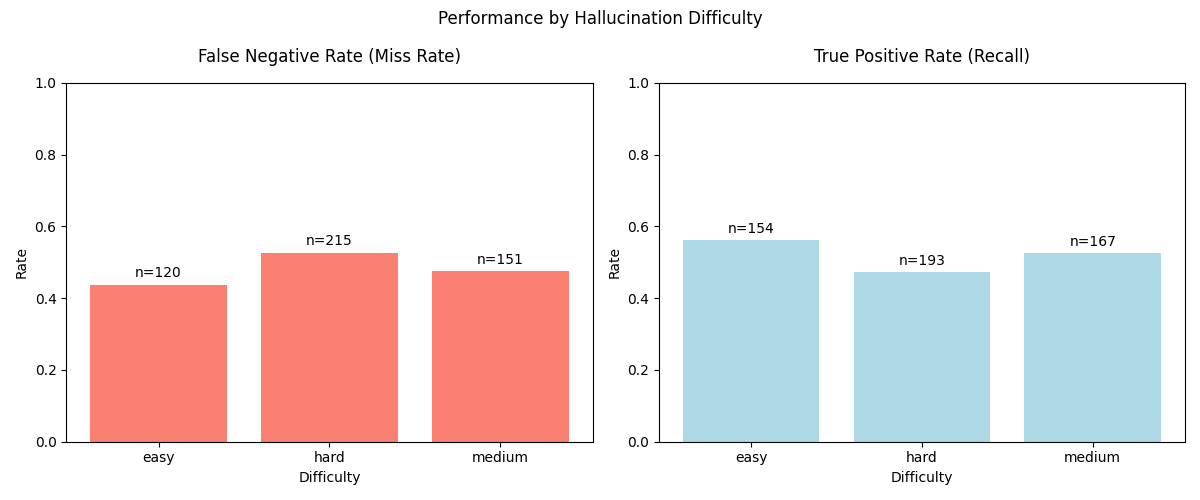 Performance by Hallucination Difficulty
False Negative Rate (Miss Rate)
1.0
0.8
0.6
0.4
0.2
0.0
Rate
n=120
n=215
n=151
easy
hard
medium
Difficulty
True Positive Rate (Recall)
1.0
0.8
0.6
0.4
0.2
0.0
Rate
n=154
n=193
n=167
easy
hard
medium
Difficulty